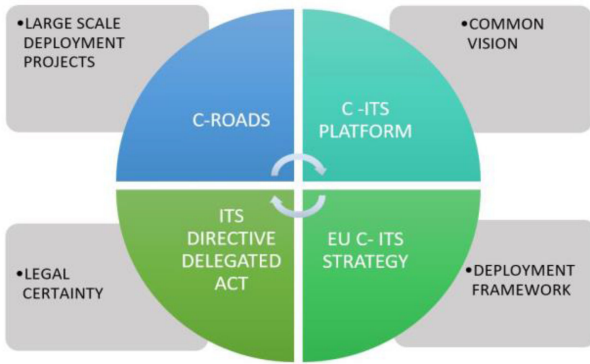 •LARGE SCALE
DEPLOYMENT
PROJECTS
•COMMON
VISION
C-ROADS
C -ITS
PLATFORM
ITS
DIRECTIVE
DELEGATED
ACT
EU C- ITS
STRATEGY
•LEGAL
CERTAINTY
•DEPLOYMENT
FRAMEWORK